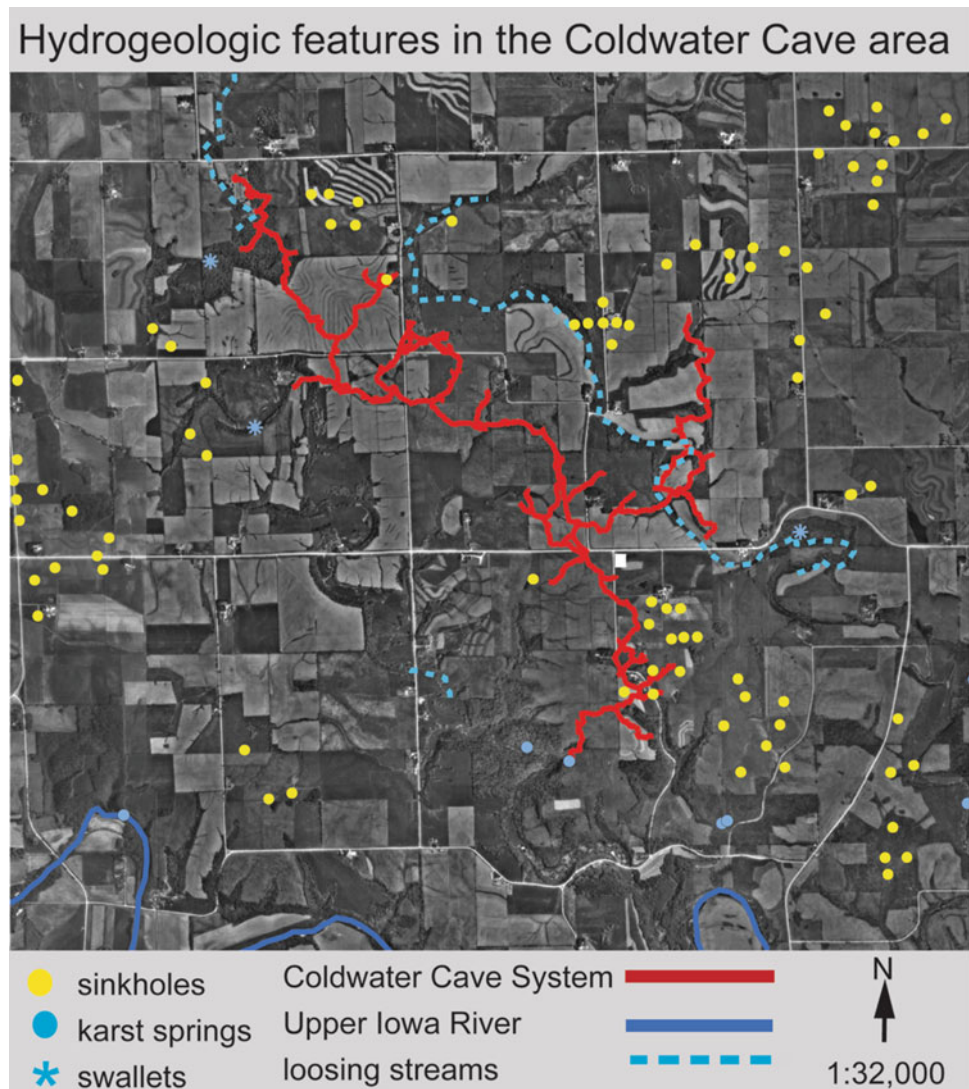 Hydrogeologic features in the Coldwater Cave area
sinkholes
karst springs
swallets
Coldwater Cave System
Upper Iowa River
loosing streams
N
1:32,000